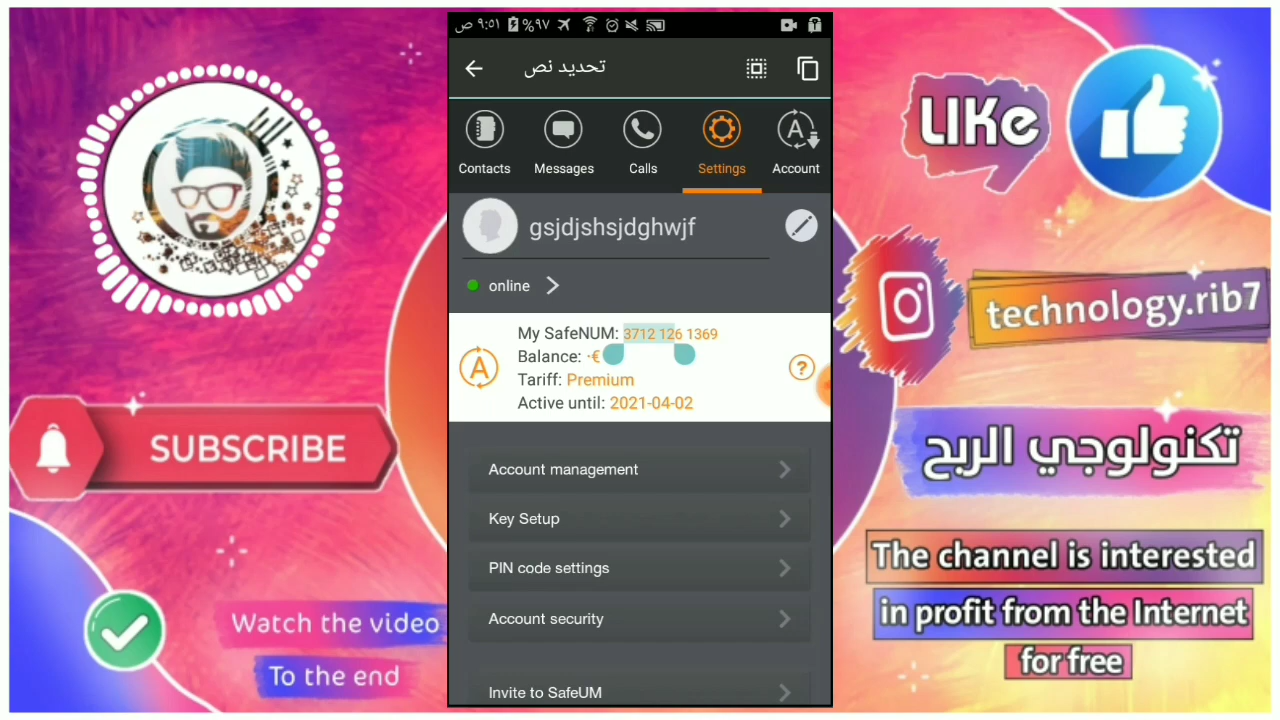 ٩:٥١ ص
%٩٧
تحديد نص
Contacts
Messages
Calls
Settings
Account
gsjdjshsjdghwjf
online
My SafeNUM: 3712 126 1369
Balance: ·€
Tariff: Premium
Active until: 2021-04-02
?
Account management
Key Setup
PIN code settings
Account security
Invite to SafeUM
SUBSCRIBE
Watch the video
To the end
LIKe
technology.rib7
تكنولوجي الربح
The channel is interested
in profit from the Internet
for free